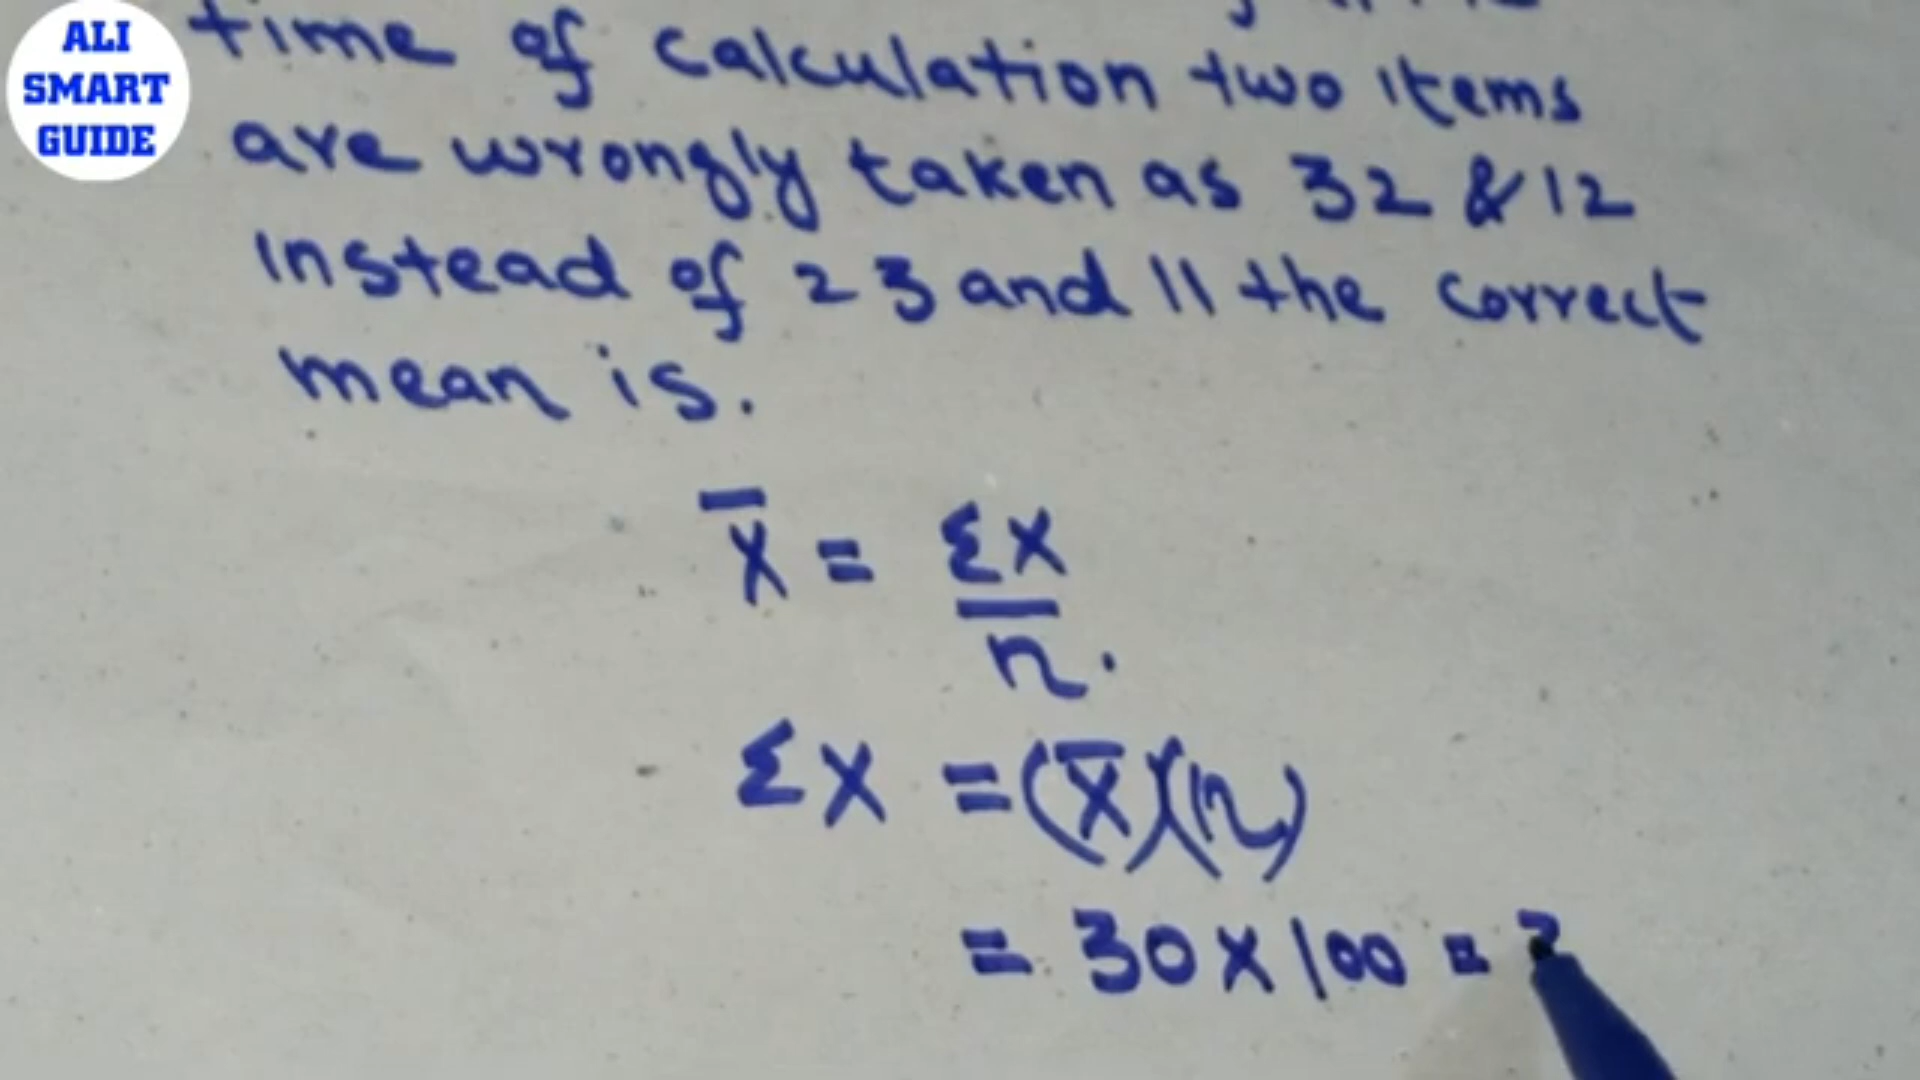 ALI
SMART
GUIDE
time of calculation two items
are wrongly taken as 32 & 12
instead of 23 and 11 the correct
mean is.
X̄ = ΣX
n.
ΣX = (X̄)(n)
= 30 X 100 =